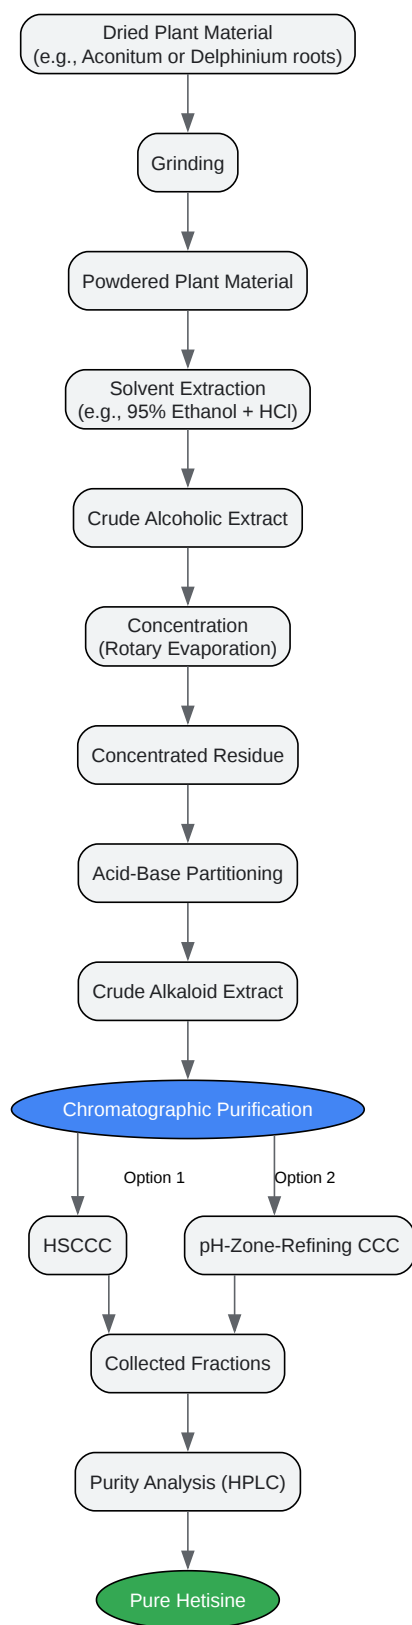 Dried Plant Material
(e.g., Aconitum or Delphinium roots)
Grinding
Powdered Plant Material
Solvent Extraction
(e.g., 95% Ethanol + HCl)
Crude Alcoholic Extract
Concentration
(Rotary Evaporation)
Concentrated Residue
Acid-Base Partitioning
Crude Alkaloid Extract
Chromatographic Purification
Option 1
Option 2
HSCCC
pH-Zone-Refining CCC
Collected Fractions
Purity Analysis (HPLC)
Pure Hetisine